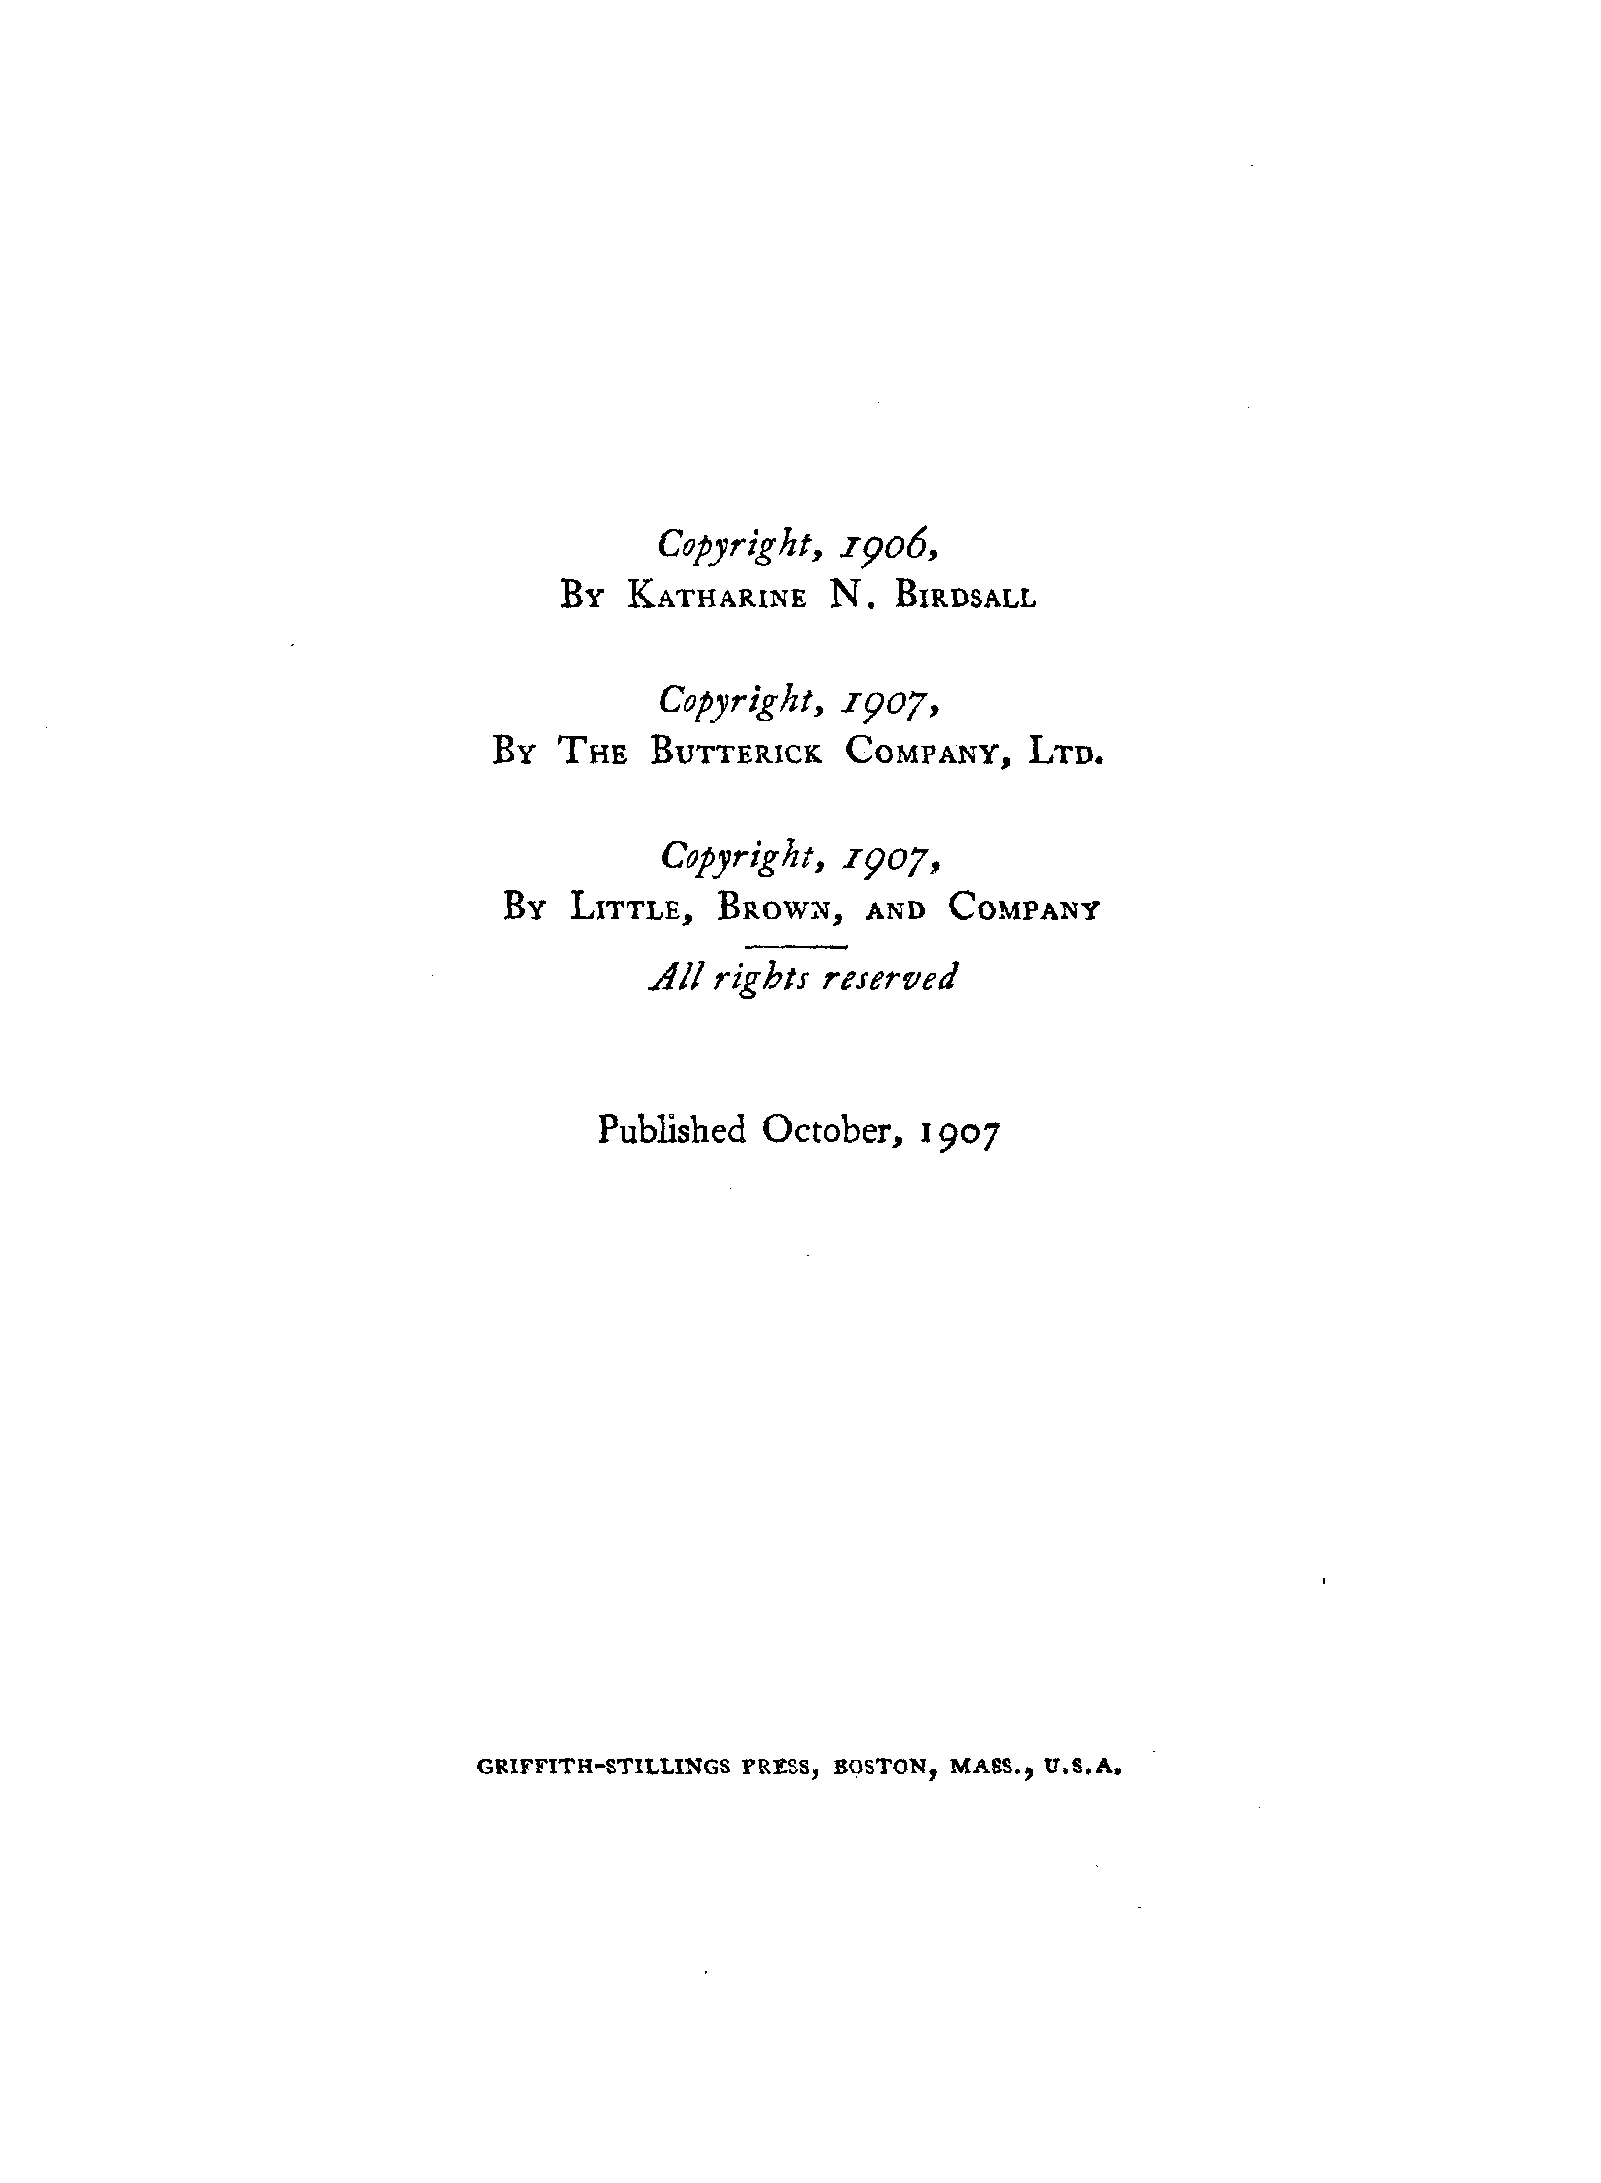 Copyright, 1906,
By Katharine N. Birdsall
Copyright, 1907,
By The Butterick Company, Ltd.
Copyright, 1907,
By Little, Brown, and Company
All rights reserved
Published October, 1907
GRIFFITH-STILLINGS PRESS, BOSTON, MASS., U.S.A.